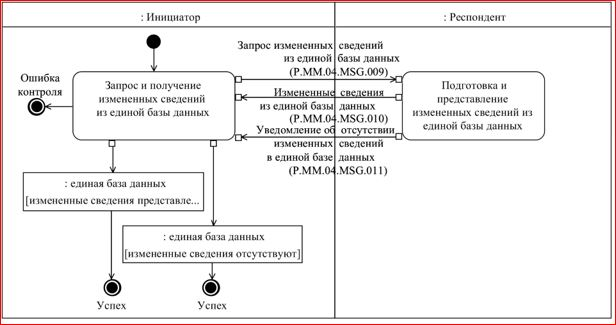 : Инициатор
: Респондент
Запрос измененных сведений
из единой базы данных
(P.MM.04.MSG.009)
Ошибка
контроля
Запрос и получение
измененных сведений
из единой базы данных
Измененные сведения
из единой базы данных
(P.MM.04.MSG.010)
Уведомление об отсутствии
измененных сведений
в единой базе данных
(P.MM.04.MSG.011)
Подготовка и
представление
измененных сведений из
единой базы данных
: единая база данных
[измененные сведения представле...
: единая база данных
[измененные сведения отсутствуют]
Успех
Успех